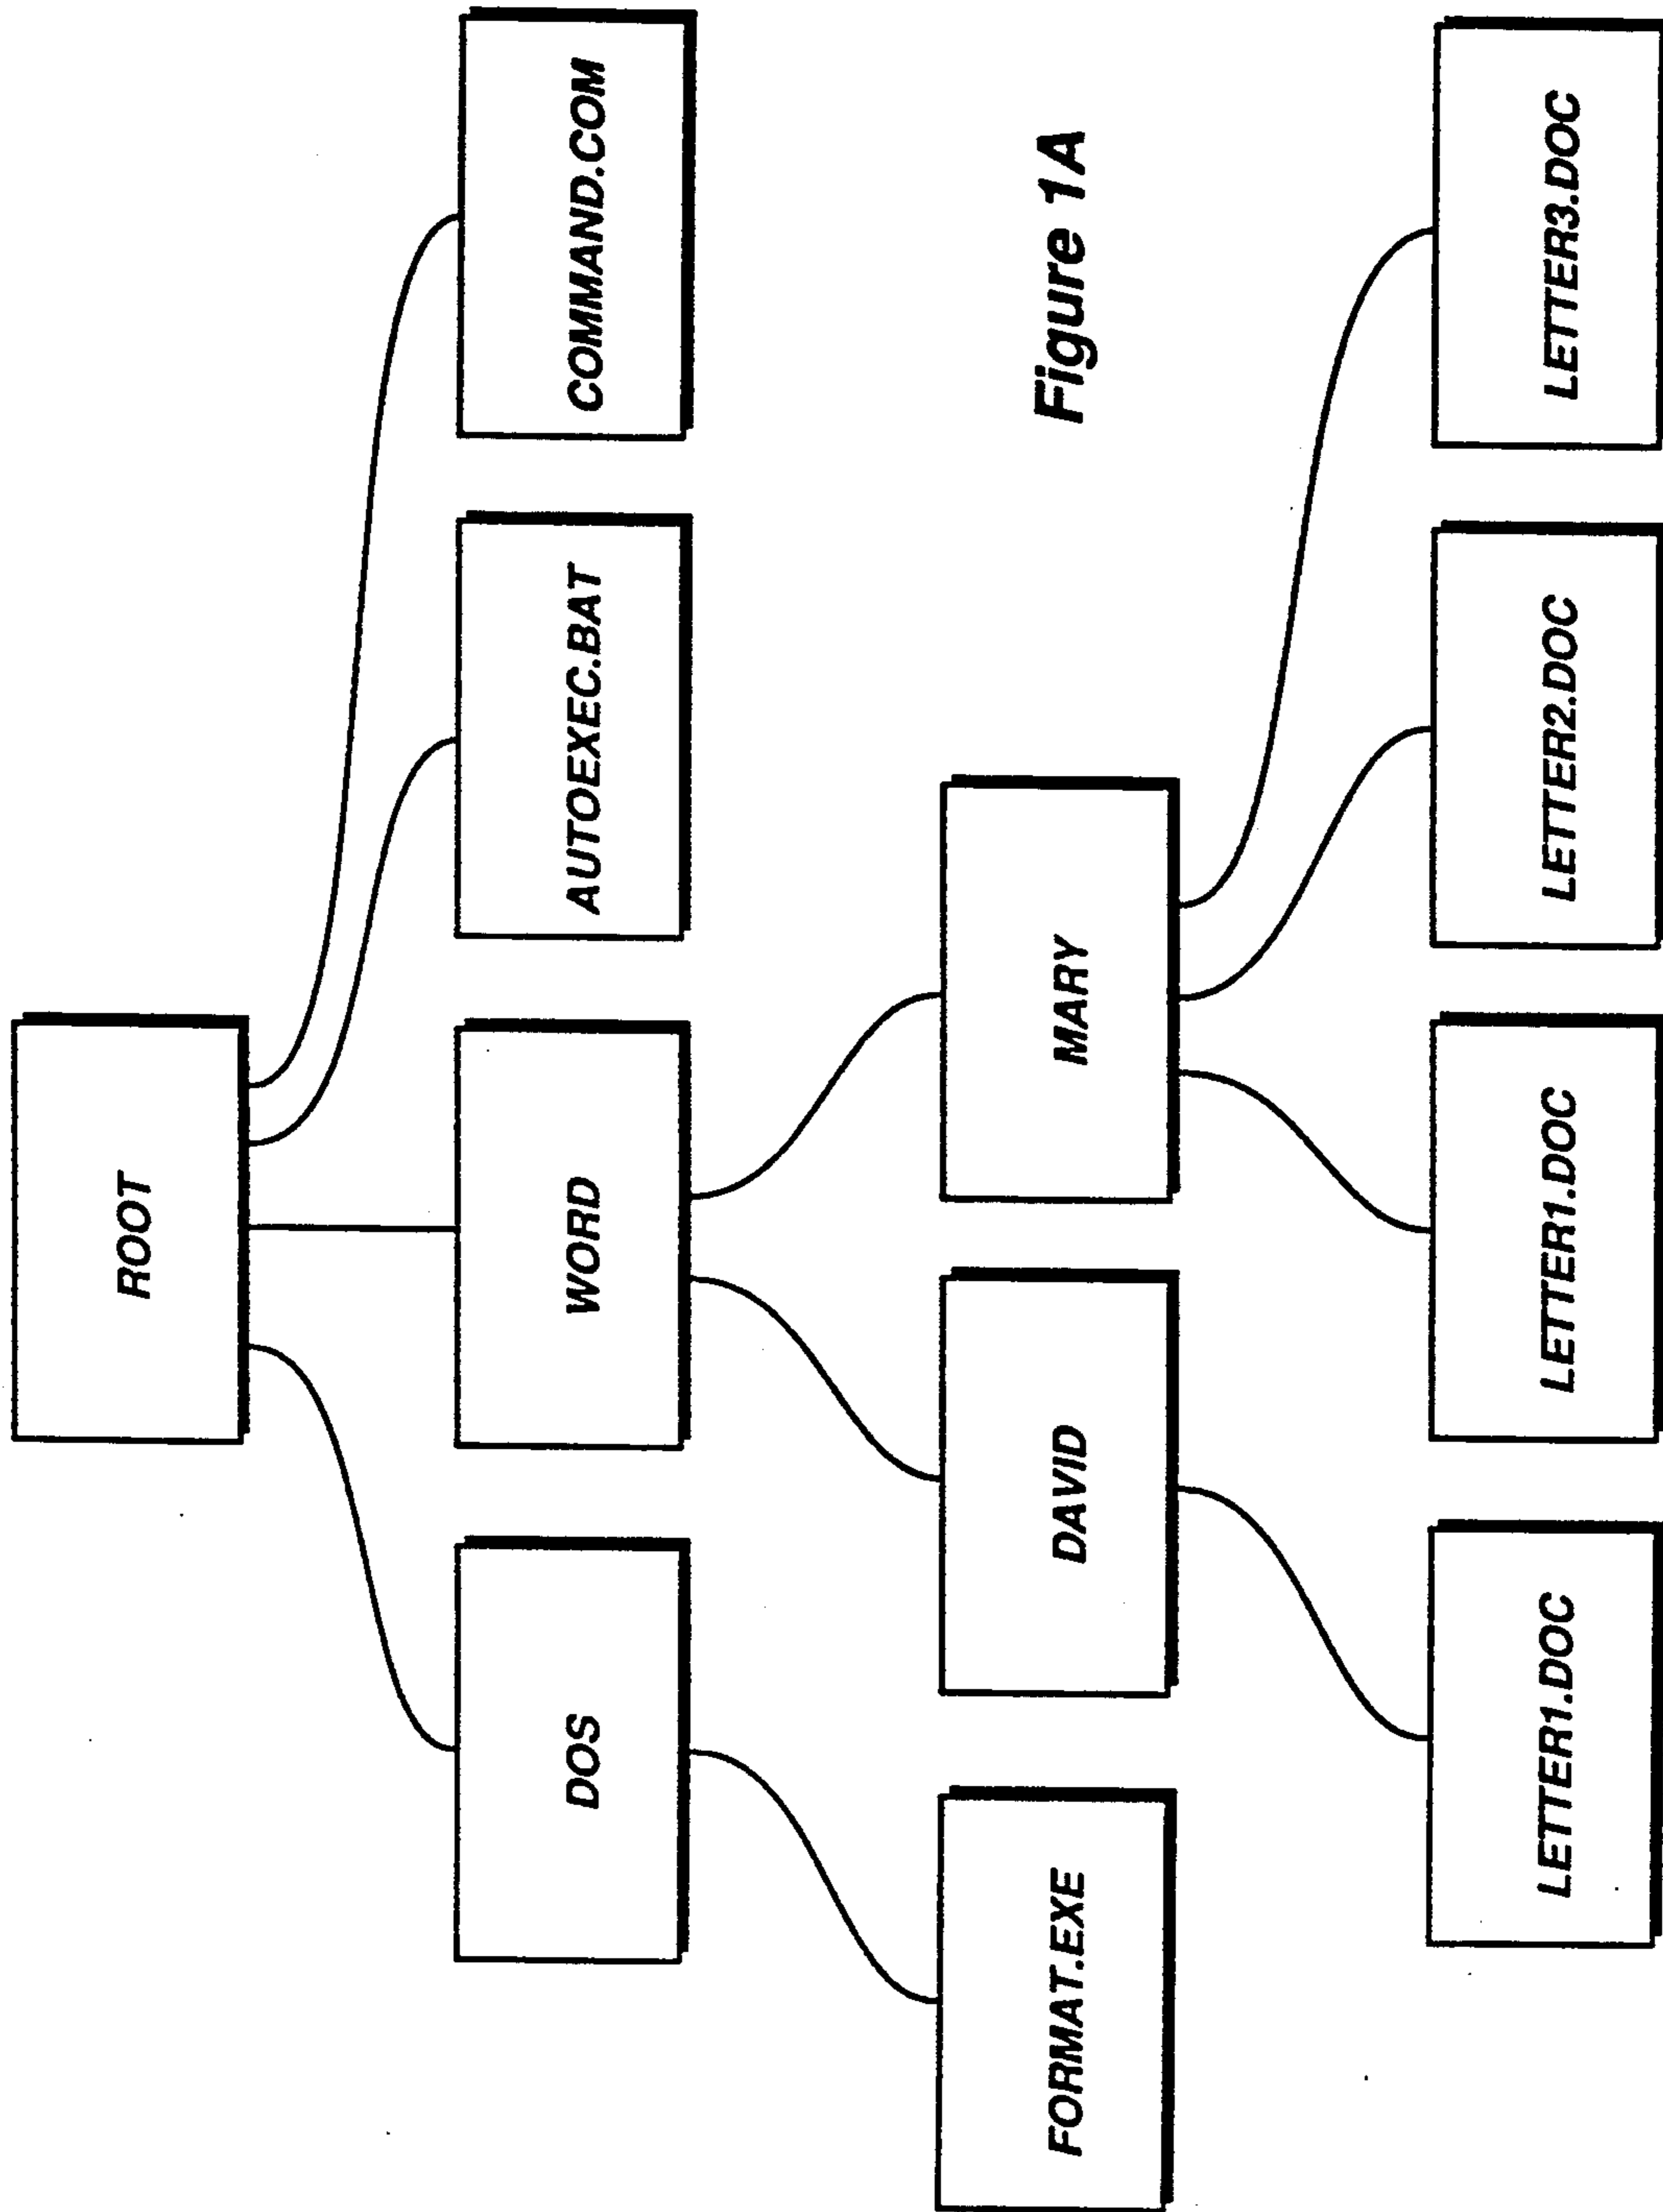 ROOT
DOS
WORD
AUTOEXEC.BAT
COMMAND.COM
FORMAT.EXE
DAVID
MARY
Figure 1A
LETTER1.DOC
LETTER1.DOC
LETTER2.DOC
LETTER3.DOC